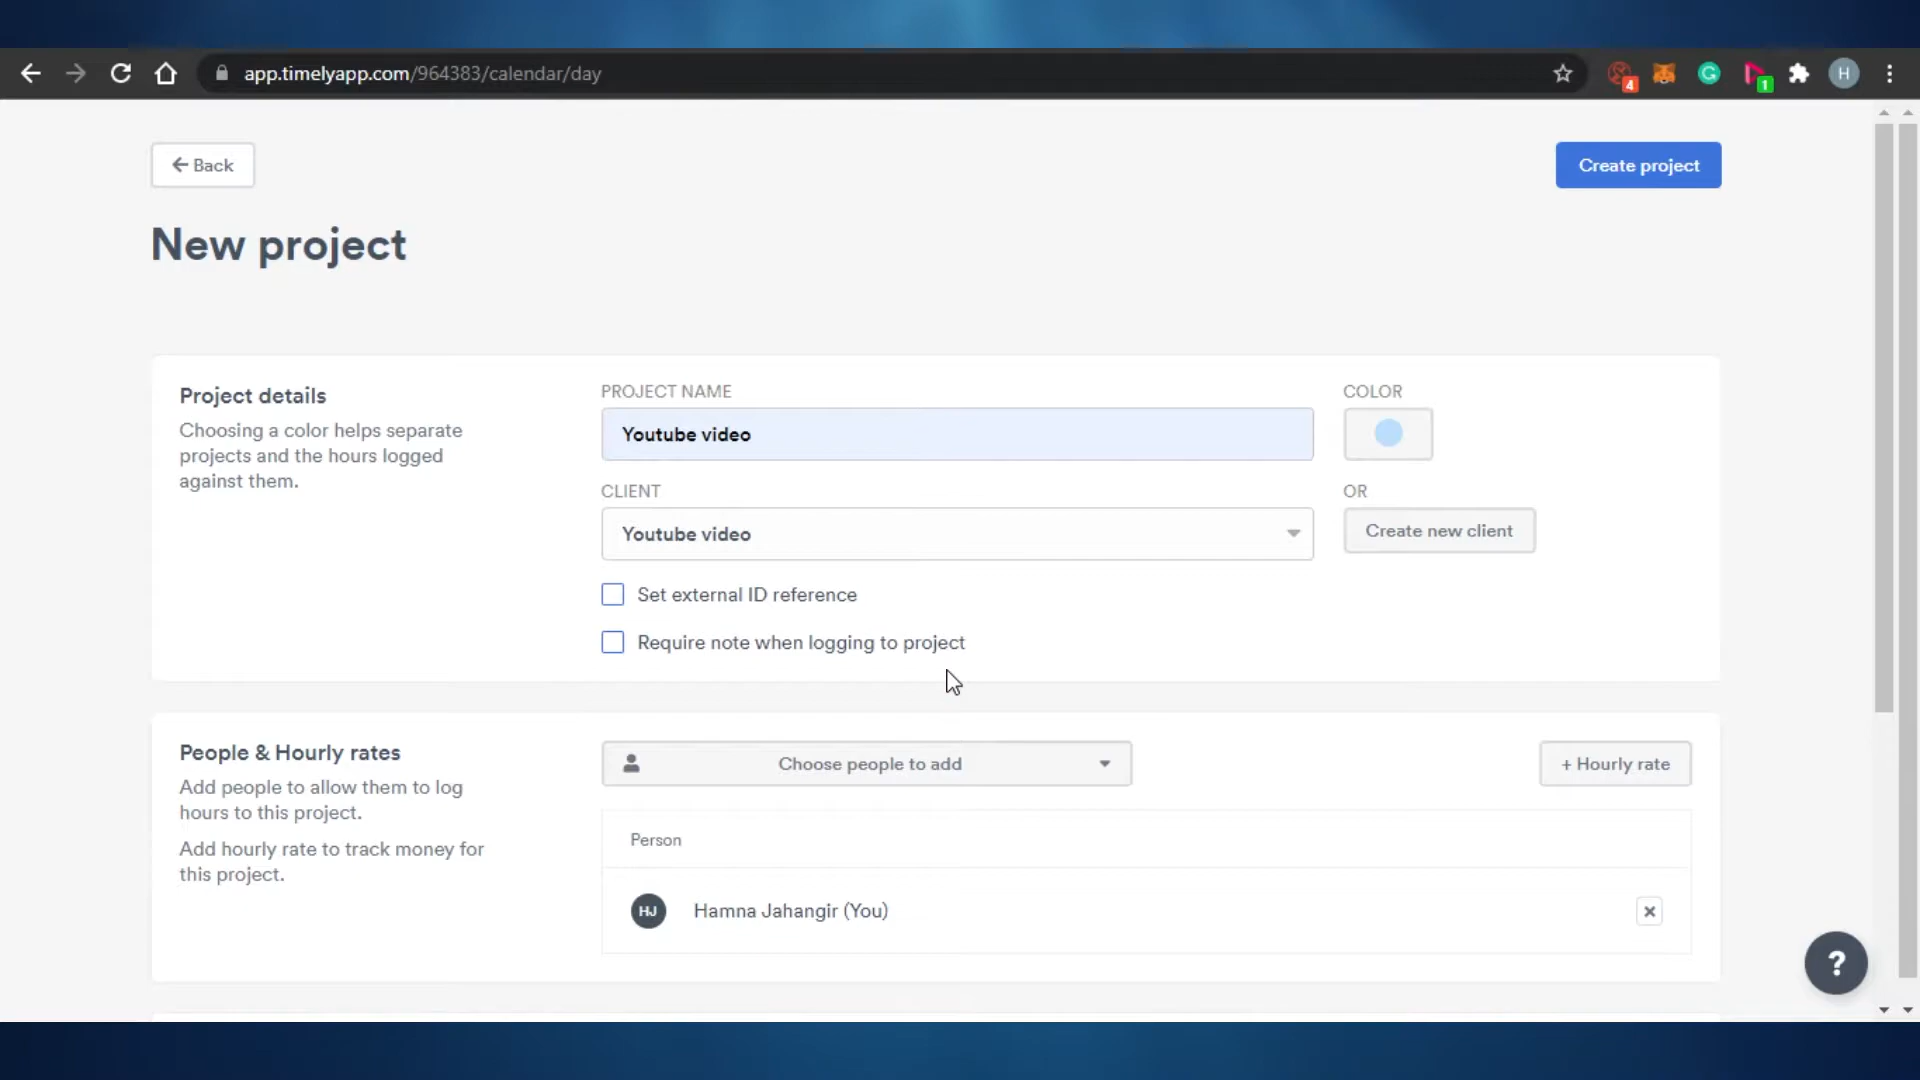 app.timelyapp.com/964383/calendar/day
4
1
H
Back
Create project
New project
Project details
Choosing a color helps separate
projects and the hours logged
against them.
PROJECT NAME
Youtube video
COLOR
CLIENT
Youtube video
OR
Create new client
Set external ID reference
Require note when logging to project
People & Hourly rates
Add people to allow them to log
hours to this project.
Add hourly rate to track money for
this project.
Choose people to add
+ Hourly rate
Person
HJ
Hamna Jahangir (You)
?